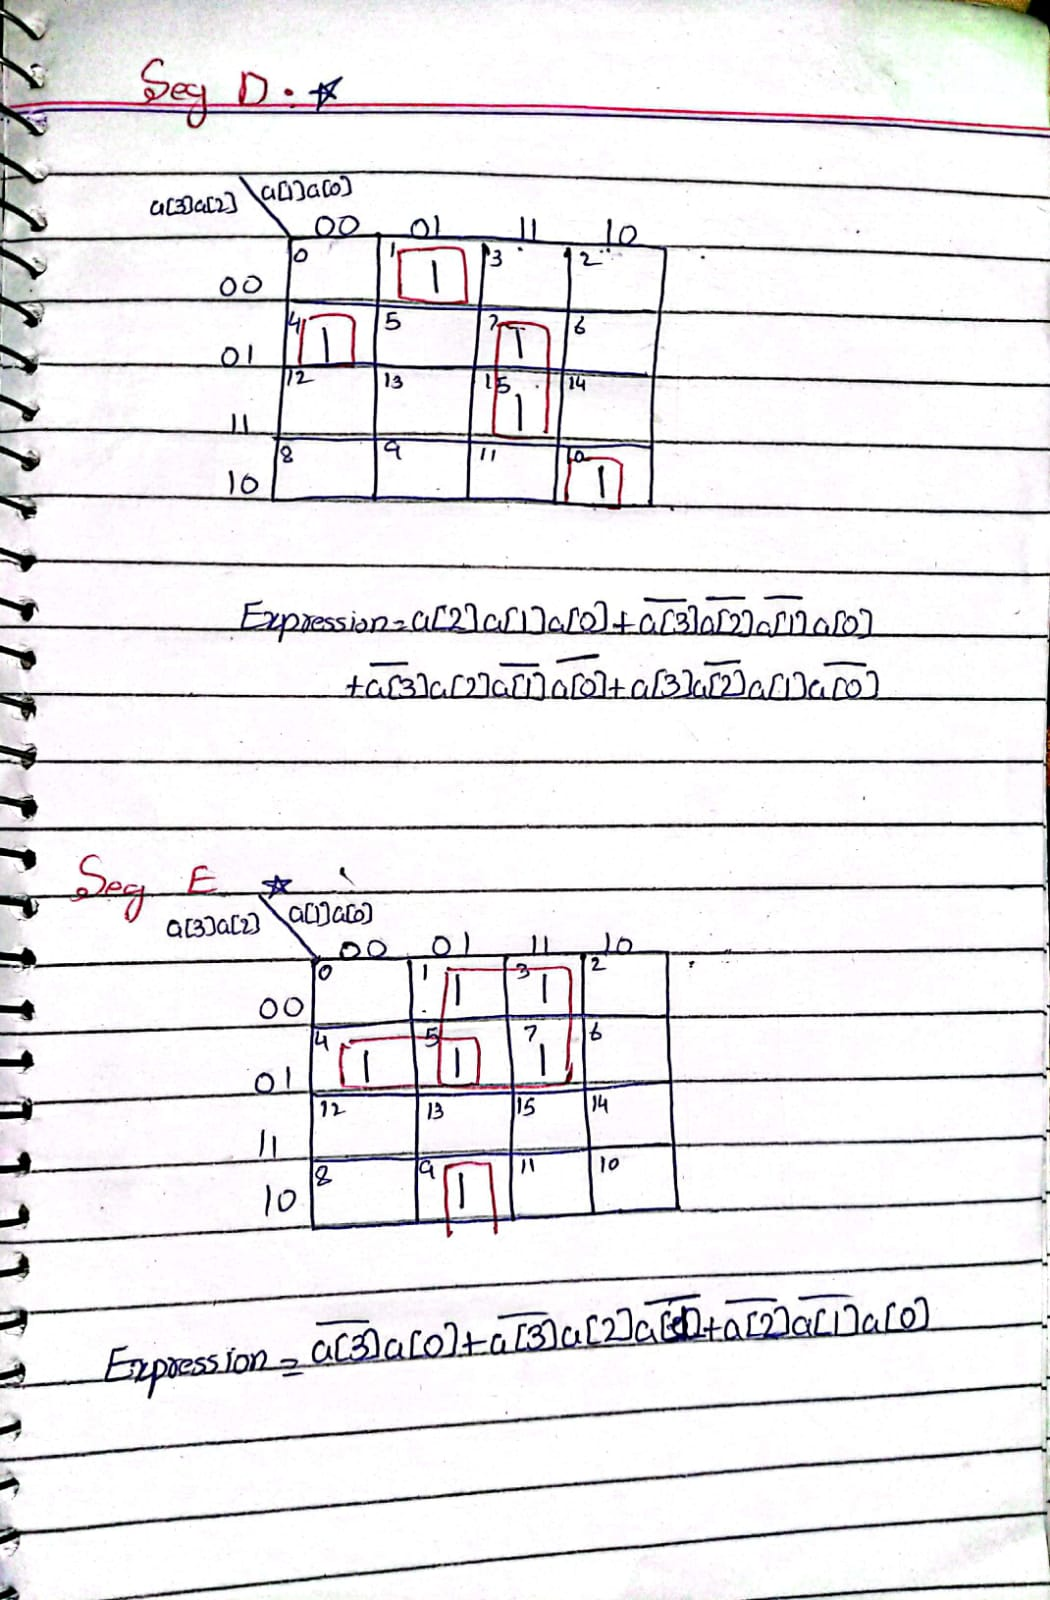 Seg D. ☆
a[3]a[2] a[1]a[0]
00 01 11 10
00 0 1 1 3 2
01 4 1 5 7 1 6
11 12 13 15 1 14
10 8 9 11 10 1
Expression = a[2]a[1]a[0] + a̅[̅3̅]̅a̅[̅2̅]̅a̅[̅1̅]̅a[0]
+ a̅[̅3̅]̅a[2]a̅[̅1̅]̅a̅[̅0̅]̅ + a[3]a̅[̅2̅]̅a[1]a̅[̅0̅]̅
Seg E ☆
a[3]a[2] a[1]a[0]
00 01 11 10
00 0 1 1 3 1 2
01 4 1 5 1 7 1 6
11 12 13 15 14
10 8 9 1 11 10
Expression = a̅[̅3̅]̅a[0] + a̅[̅3̅]̅a[2]a̅[̅1̅]̅ + a̅[̅2̅]̅a̅[̅1̅]̅a[0]